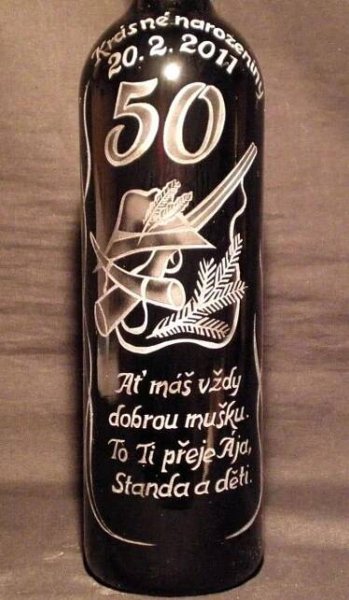 Krásné narozeniny
20. 2. 2011
50
Ať máš vždy
dobrou mušku.
To Ti přeje Ája,
Standa a děti.